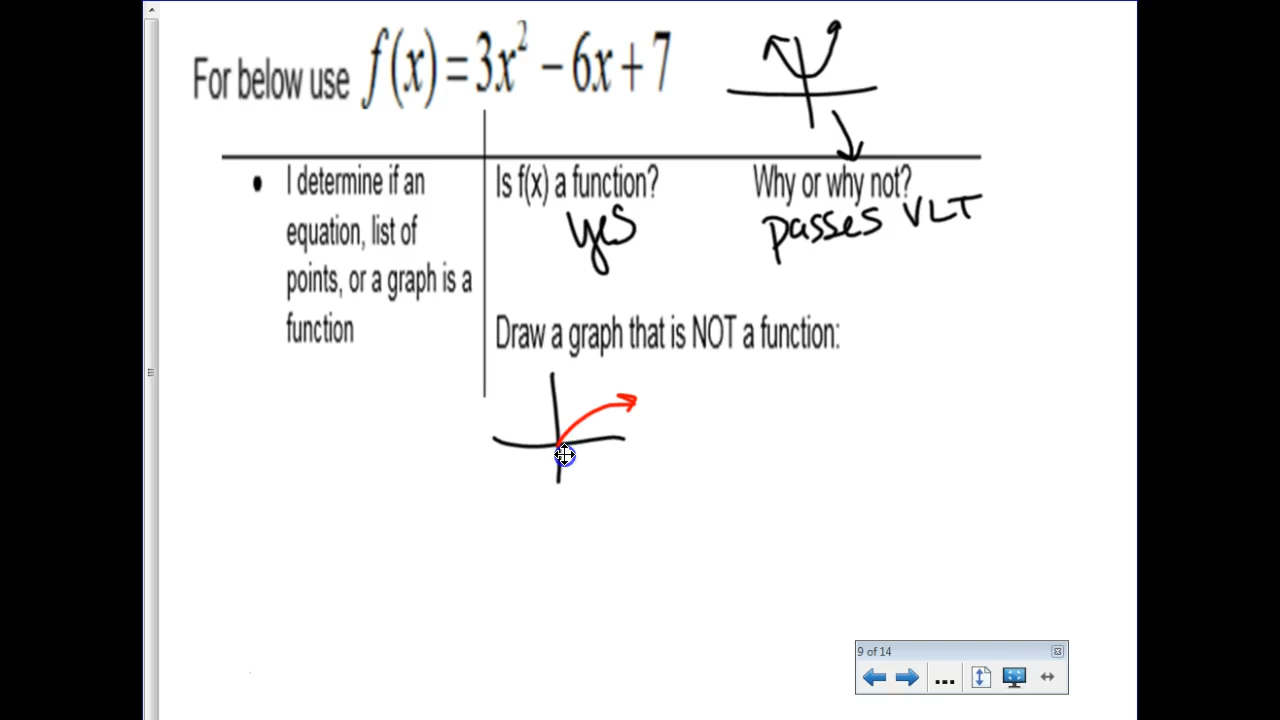 For below use f(x) = 3x² − 6x + 7
• I determine if an
equation, list of
points, or a graph is a
function
Is f(x) a function?
yes
Why or why not?
passes VLT
Draw a graph that is NOT a function:
9 of 14
...